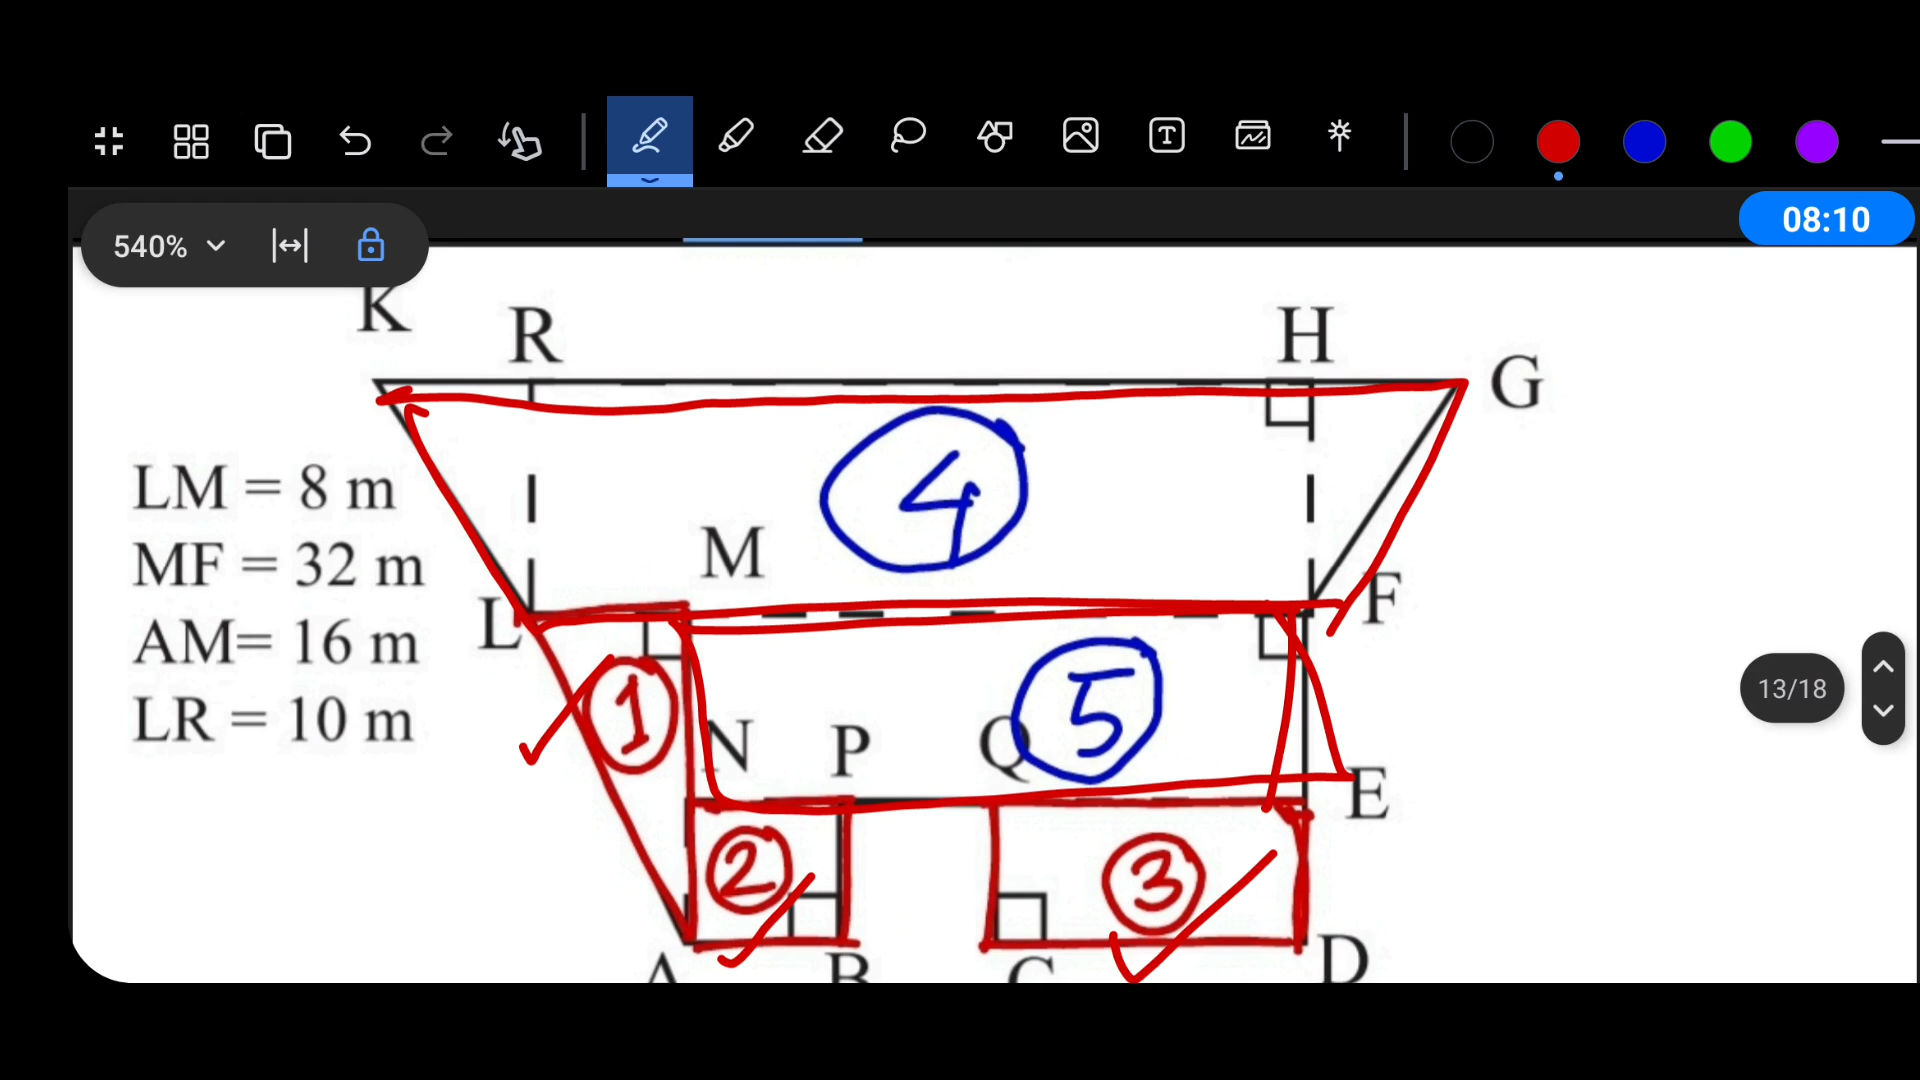 540%
08:10
K R H G
4
LM = 8 m
M
MF = 32 m
L F
AM= 16 m
1 5
LR = 10 m
N P Q
13/18
E
2 3
A B C D